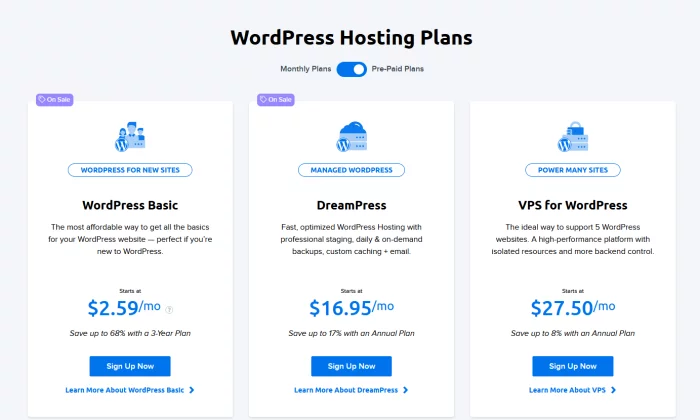 WordPress Hosting Plans
Monthly Plans
Pre-Paid Plans
On Sale
WORDPRESS FOR NEW SITES
WordPress Basic
The most affordable way to get all the basics
for your WordPress website — perfect if you're
new to WordPress.
Starts at
$2.59/mo ?
Save up to 68% with a 3-Year Plan
Sign Up Now
Learn More About WordPress Basic
On Sale
MANAGED WORDPRESS
DreamPress
Fast, optimized WordPress Hosting with
professional staging, daily & on-demand
backups, custom caching + email.
Starts at
$16.95/mo
Save up to 17% with an Annual Plan
Sign Up Now
Learn More About DreamPress
POWER MANY SITES
VPS for WordPress
The ideal way to support 5 WordPress
websites. A high-performance platform with
isolated resources and more backend control.
Starts at
$27.50/mo
Save up to 8% with an Annual Plan
Sign Up Now
Learn More About VPS